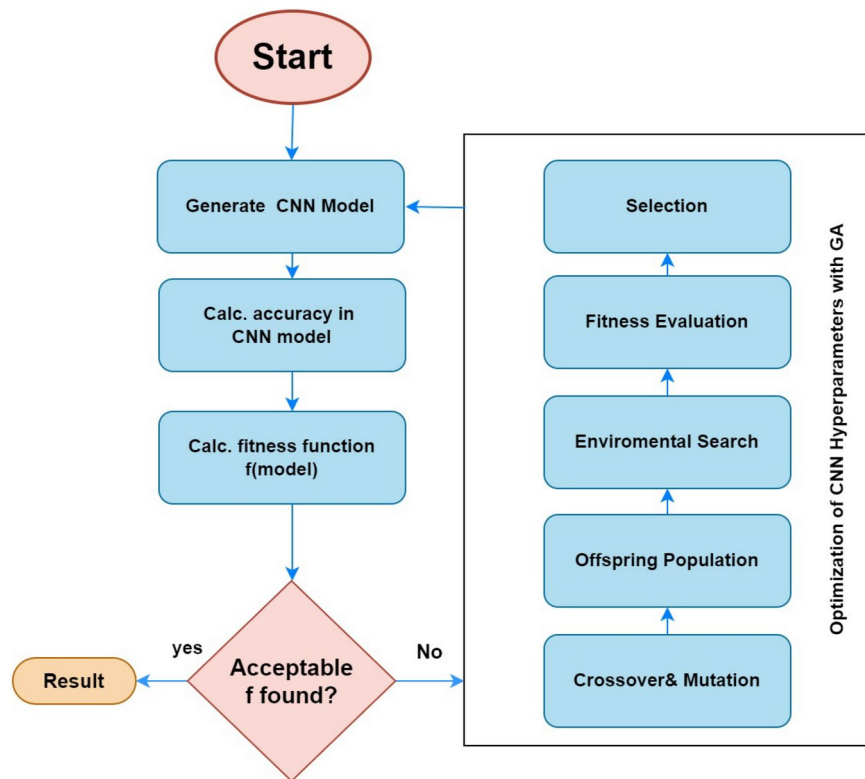 Start
Generate CNN Model
Calc. accuracy in
CNN model
Calc. fitness function
f(model)
Acceptable
f found?
yes
Result
No
Selection
Fitness Evaluation
Enviromental Search
Offspring Population
Crossover& Mutation
Optimization of CNN Hyperparameters with GA